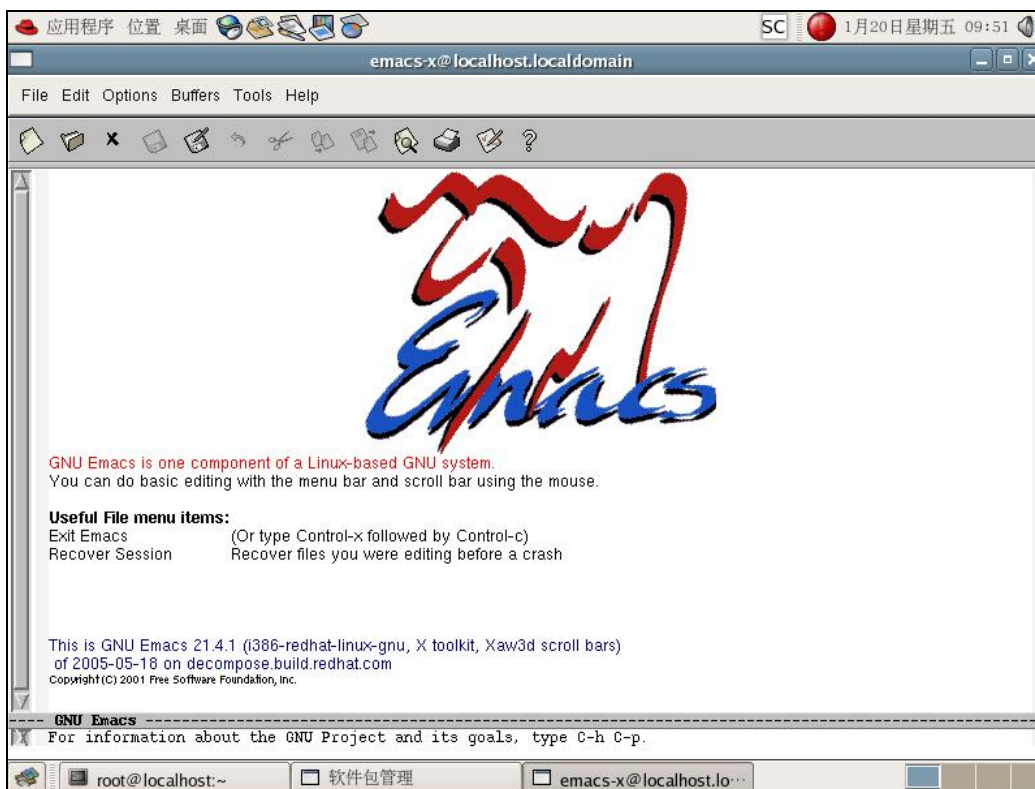 应用程序 位置 桌面 SC 1月20日星期五 09:51
emacs-x@localhost.localdomain
File Edit Options Buffers Tools Help
Emacs
GNU Emacs is one component of a Linux-based GNU system.
You can do basic editing with the menu bar and scroll bar using the mouse.
Useful File menu items:
Exit Emacs (Or type Control-x followed by Control-c)
Recover Session Recover files you were editing before a crash
This is GNU Emacs 21.4.1 (i386-redhat-linux-gnu, X toolkit, Xaw3d scroll bars)
of 2005-05-18 on decompose.build.redhat.com
Copyright (C) 2001 Free Software Foundation, Inc.
---- GNU Emacs ----
For information about the GNU Project and its goals, type C-h C-p.
root@localhost:~ 软件包管理 emacs-x@localhost.lo···